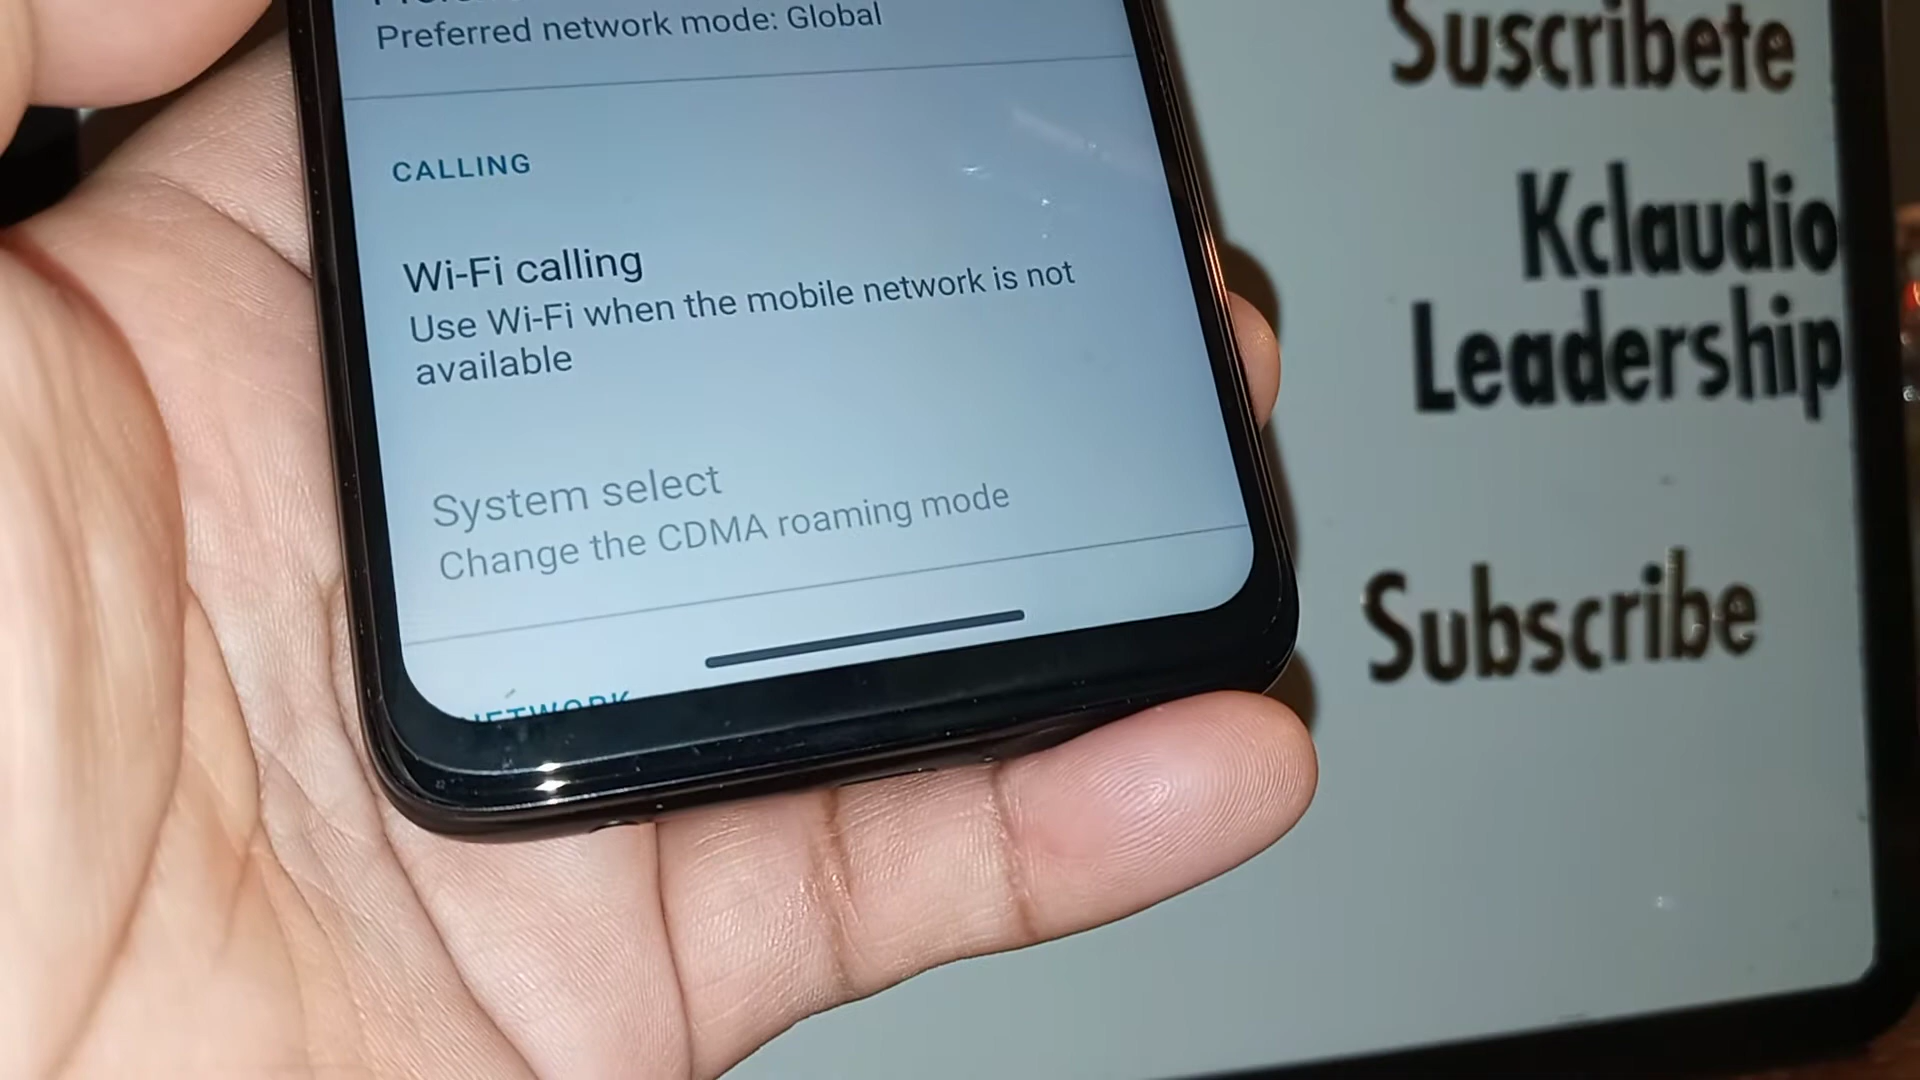 Preferred network mode: Global
CALLING
Wi-Fi calling
Use Wi-Fi when the mobile network is not
available
System select
Change the CDMA roaming mode
NETWORK
Suscribete
Kclaudio
Leadership
Subscribe